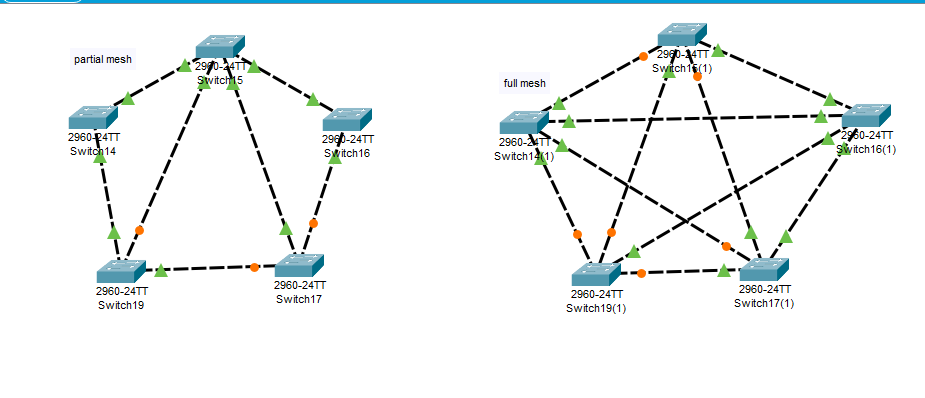 partial mesh
2960-24TT
Switch15
2960-24TT
Switch14
2960-24TT
Switch16
2960-24TT
Switch19
2960-24TT
Switch17
full mesh
2960-24TT
Switch15(1)
2960-24TT
Switch14(1)
2960-24TT
Switch16(1)
2960-24TT
Switch19(1)
2960-24TT
Switch17(1)